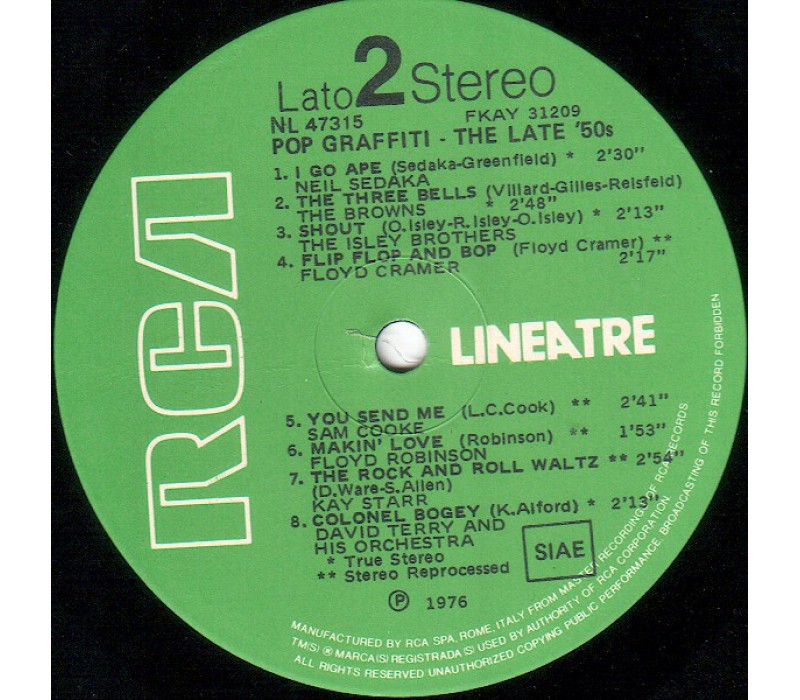 Lato 2 Stereo
NL 47315 FKAY 31209
POP GRAFFITI - THE LATE '50s
1. I GO APE (Sedaka-Greenfield) * 2'30"
NEIL SEDAKA
2. THE THREE BELLS (Villard-Gilles-Reisfeld)
THE BROWNS * 2'48"
3. SHOUT (O.Isley-R.Isley-O.Isley) * 2'13"
THE ISLEY BROTHERS
4. FLIP FLOP AND BOP (Floyd Cramer) **
FLOYD CRAMER 2'17"
RCA
LINEATRE
5. YOU SEND ME (L.C.Cook) ** 2'41"
SAM COOKE
6. MAKIN' LOVE (Robinson) ** 1'53"
FLOYD ROBINSON
7. THE ROCK AND ROLL WALTZ ** 2'54"
(D.Ware-S.Allen)
KAY STARR
8. COLONEL BOGEY (K.Alford) * 2'13"
DAVID TERRY AND
HIS ORCHESTRA
* True Stereo
** Stereo Reprocessed
SIAE
℗ 1976
MANUFACTURED BY RCA SPA, ROME, ITALY FROM MASTER RECORDINGS OF RCA RECORDS
TM(S) ® MARCA(S) REGISTRADA(S) USED BY AUTHORITY OF RCA CORPORATION.
ALL RIGHTS RESERVED UNAUTHORIZED COPYING PUBLIC PERFORMANCE, BROADCASTING OF THIS RECORD FORBIDDEN